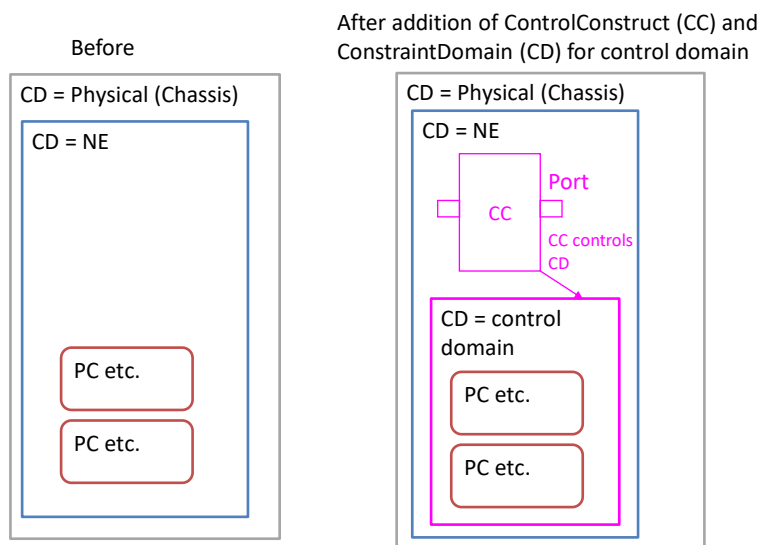 Before
CD = Physical (Chassis)
CD = NE
PC etc.
PC etc.
After addition of ControlConstruct (CC) and
ConstraintDomain (CD) for control domain
CD = Physical (Chassis)
CD = NE
Port
CC
CC controls
CD
CD = control
domain
PC etc.
PC etc.